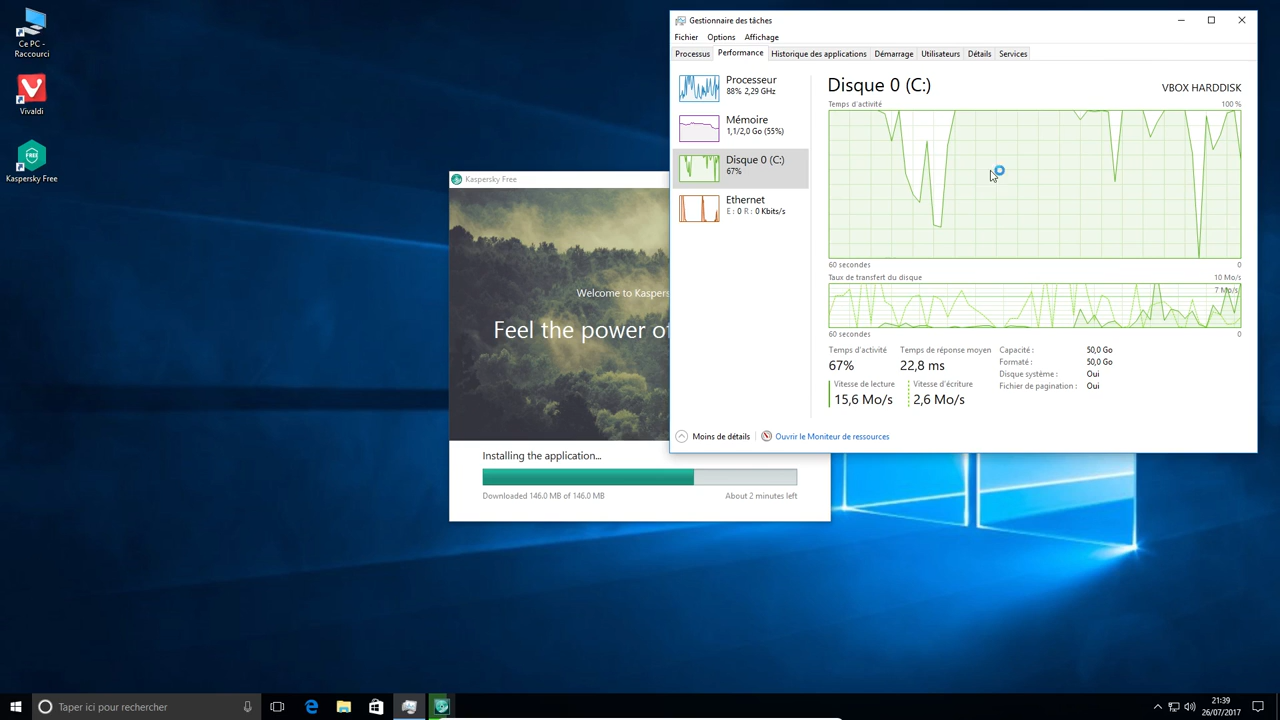 Ce PC - Raccourci
Vivaldi
FREE
Kaspersky Free
Kaspersky Free
Welcome to Kaspers
Feel the power of
Installing the application...
Downloaded 146.0 MB of 146.0 MB
About 2 minutes left
Gestionnaire des tâches
Fichier Options Affichage
Processus Performance Historique des applications Démarrage Utilisateurs Détails Services
Processeur
88% 2,29 GHz
Mémoire
1,1/2,0 Go (55%)
Disque 0 (C:)
67%
Ethernet
E : 0 R : 0 Kbits/s
Disque 0 (C:)
VBOX HARDDISK
Temps d'activité
100 %
60 secondes
0
Taux de transfert du disque
10 Mo/s
7 Mo/s
60 secondes
0
Temps d'activité
67%
Temps de réponse moyen
22,8 ms
Vitesse de lecture
15,6 Mo/s
Vitesse d'écriture
2,6 Mo/s
Capacité : 50,0 Go
Formaté : 50,0 Go
Disque système : Oui
Fichier de pagination : Oui
Moins de détails
Ouvrir le Moniteur de ressources
Taper ici pour rechercher
21:39
26/07/2017